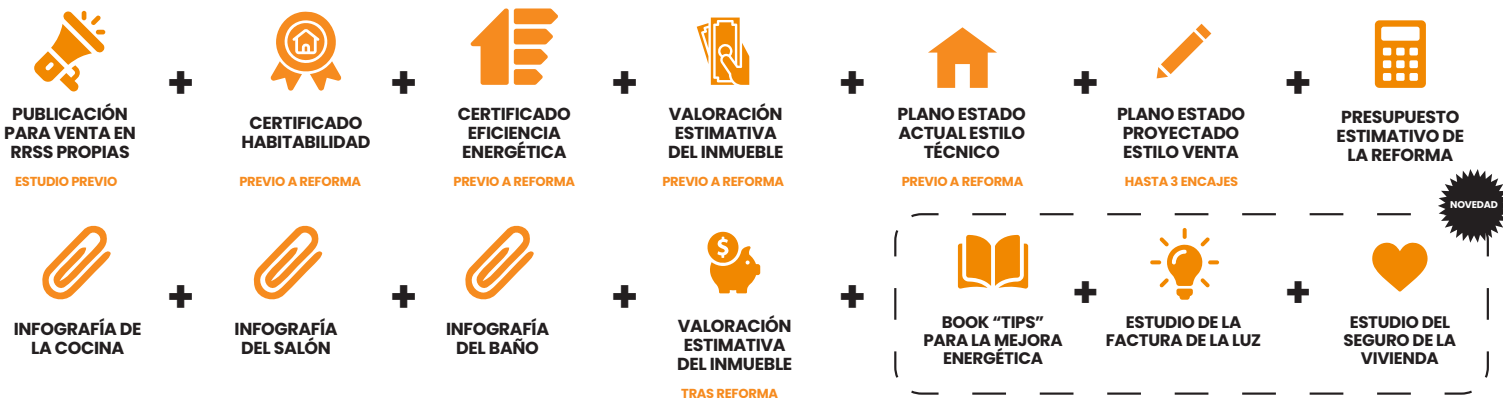 PUBLICACIÓN
PARA VENTA EN
RRSS PROPIAS
ESTUDIO PREVIO
CERTIFICADO
HABITABILIDAD
PREVIO A REFORMA
CERTIFICADO
EFICIENCIA
ENERGÉTICA
PREVIO A REFORMA
VALORACIÓN
ESTIMATIVA
DEL INMUEBLE
PREVIO A REFORMA
PLANO ESTADO
ACTUAL ESTILO
TÉCNICO
PREVIO A REFORMA
PLANO ESTADO
PROYECTADO
ESTILO VENTA
HASTA 3 ENCAJES
PRESUPUESTO
ESTIMATIVO DE
LA REFORMA
NOVEDAD
INFOGRAFÍA DE
LA COCINA
INFOGRAFÍA
DEL SALÓN
INFOGRAFÍA
DEL BAÑO
VALORACIÓN
ESTIMATIVA
DEL INMUEBLE
TRAS REFORMA
BOOK “TIPS”
PARA LA MEJORA
ENERGÉTICA
ESTUDIO DE LA
FACTURA DE LA LUZ
ESTUDIO DEL
SEGURO DE LA
VIVIENDA